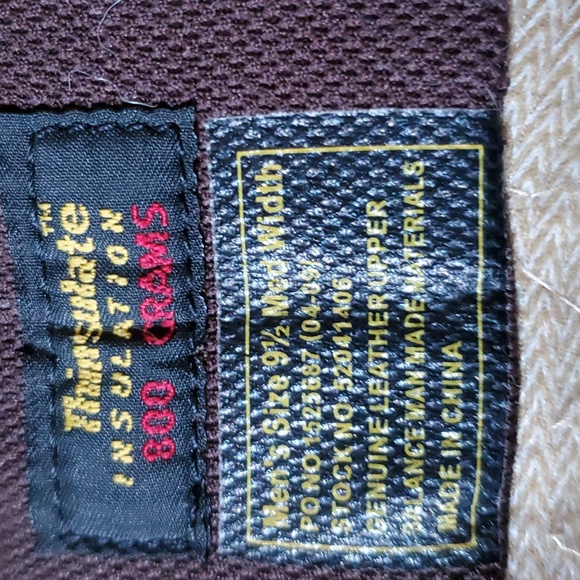 Thinsulate™
INSULATION
800 GRAMS
Men's Size 9½ Med Width
PO NO 1525687 (04-05)
STOCK NO 52041406
GENUINE LEATHER UPPER
BALANCE MAN MADE MATERIALS
MADE IN CHINA